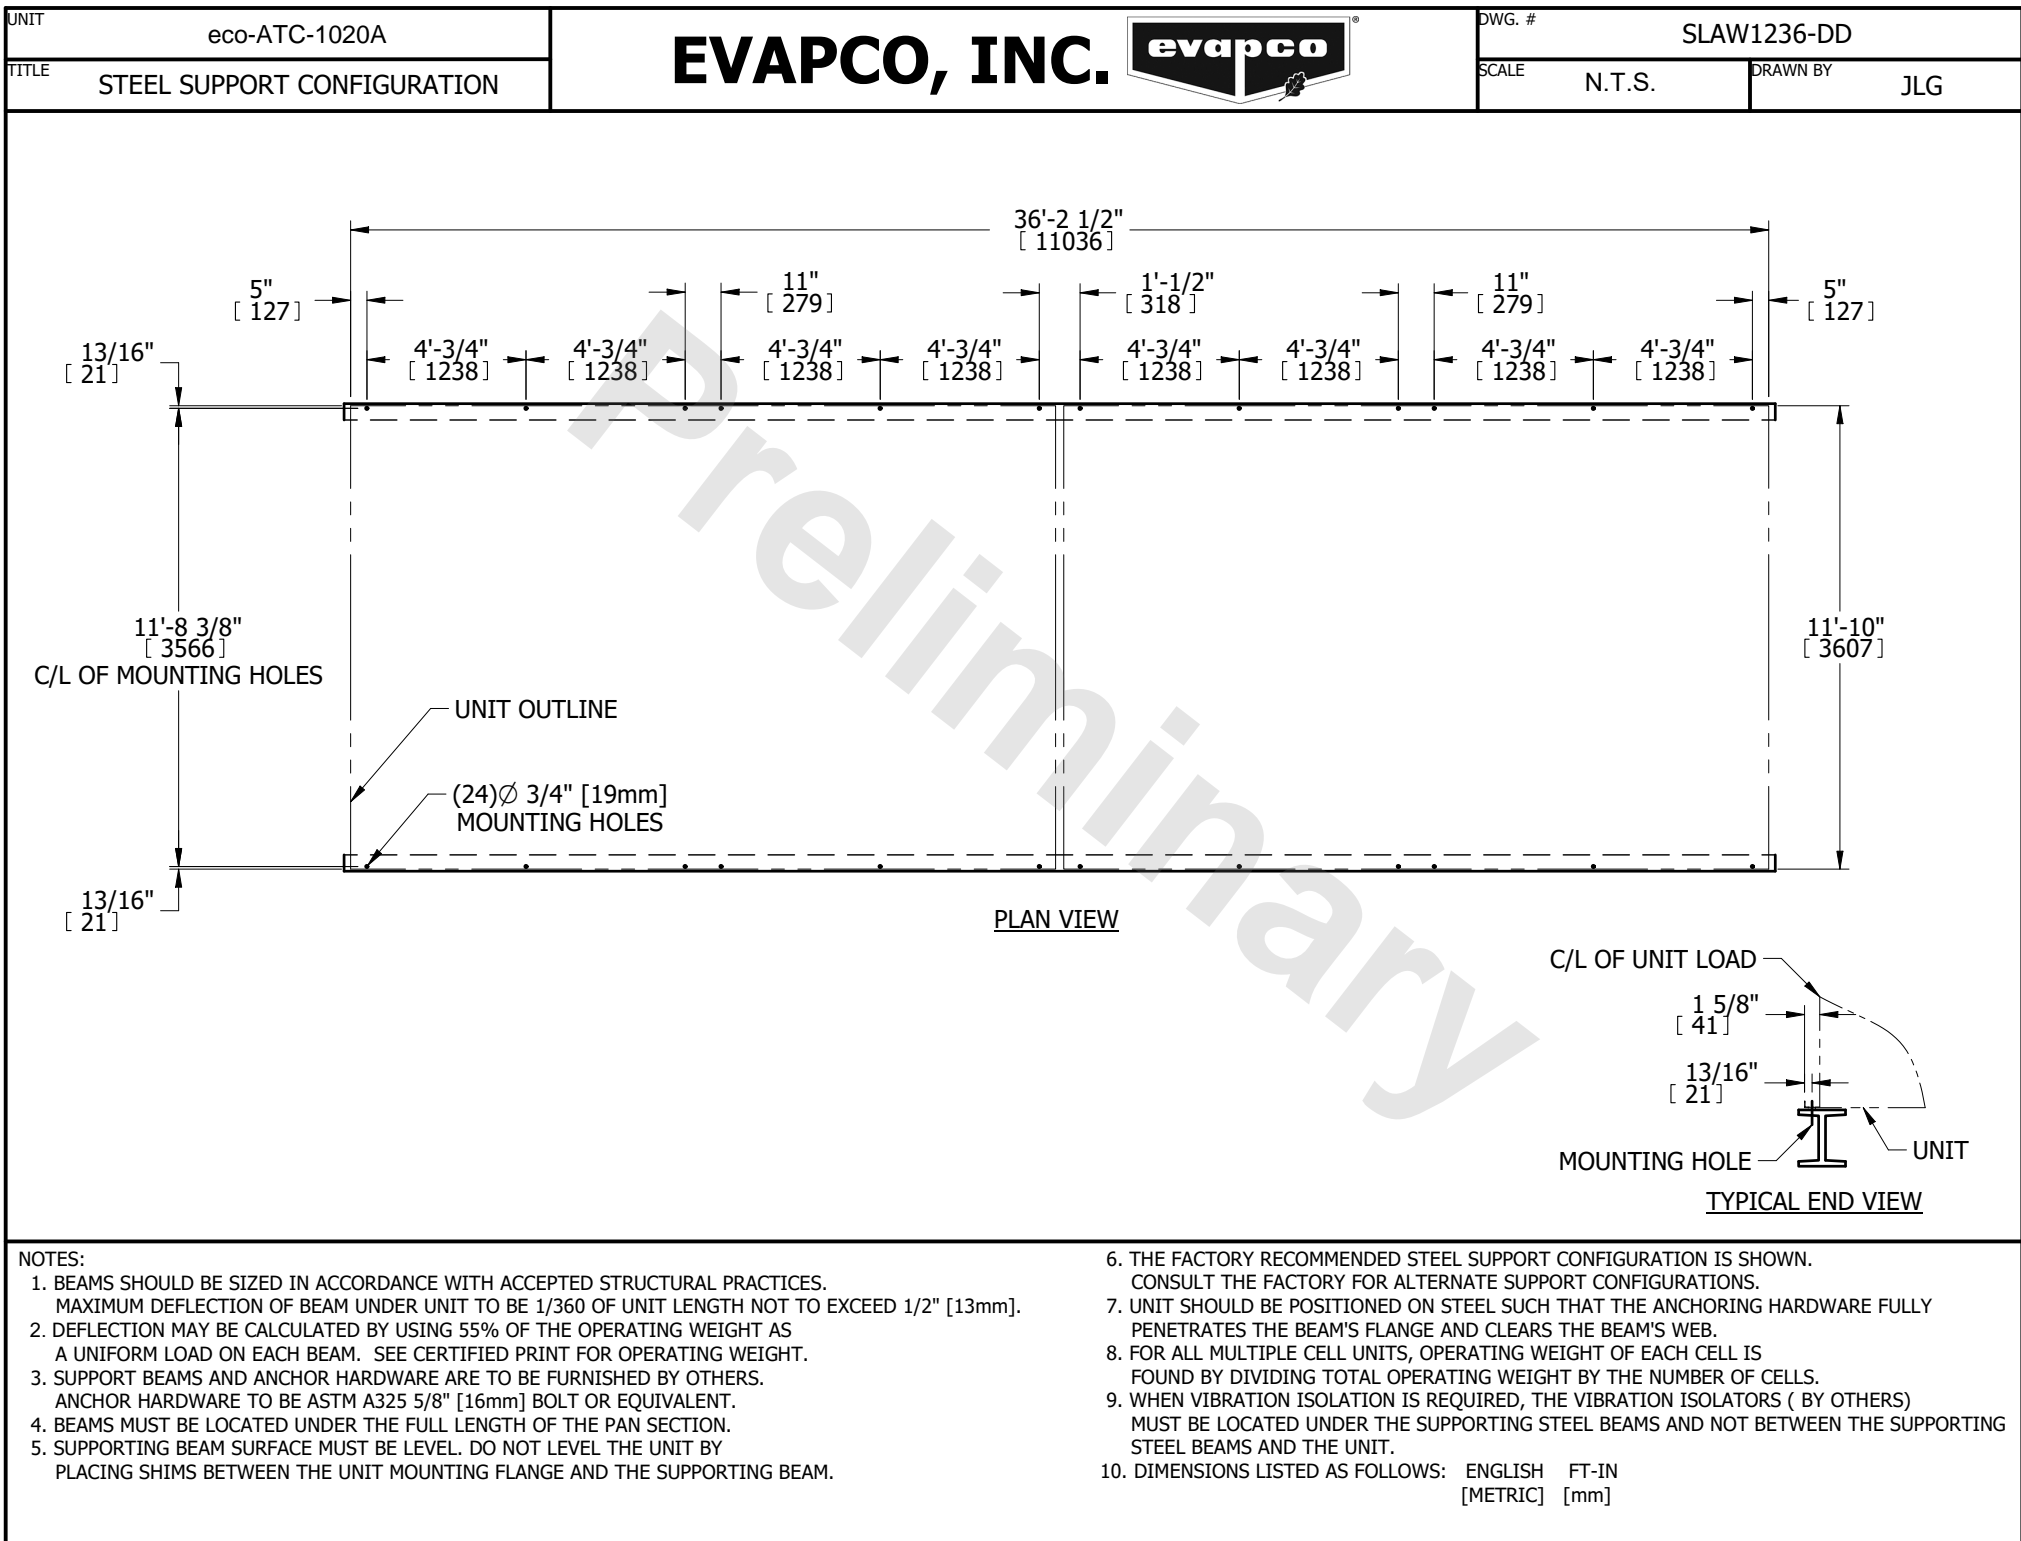 UNIT
eco-ATC-1020A
TITLE
STEEL SUPPORT CONFIGURATION
EVAPCO, INC.
evapco
®
DWG. #
SLAW1236-DD
SCALE
N.T.S.
DRAWN BY
JLG
36'-2 1/2"
[ 11036 ]
5"
[ 127 ]
11"
[ 279 ]
1'-1/2"
[ 318 ]
11"
[ 279 ]
5"
[ 127 ]
13/16"
[ 21 ]
4'-3/4"
[ 1238 ]
4'-3/4"
[ 1238 ]
4'-3/4"
[ 1238 ]
4'-3/4"
[ 1238 ]
4'-3/4"
[ 1238 ]
4'-3/4"
[ 1238 ]
4'-3/4"
[ 1238 ]
4'-3/4"
[ 1238 ]
11'-8 3/8"
[ 3566 ]
C/L OF MOUNTING HOLES
11'-10"
[ 3607 ]
UNIT OUTLINE
(24)∅ 3/4" [19mm]
MOUNTING HOLES
13/16"
[ 21 ]
PLAN VIEW
Preliminary
C/L OF UNIT LOAD
1 5/8"
[ 41 ]
13/16"
[ 21 ]
MOUNTING HOLE
UNIT
TYPICAL END VIEW
NOTES:
1. BEAMS SHOULD BE SIZED IN ACCORDANCE WITH ACCEPTED STRUCTURAL PRACTICES.
MAXIMUM DEFLECTION OF BEAM UNDER UNIT TO BE 1/360 OF UNIT LENGTH NOT TO EXCEED 1/2" [13mm].
2. DEFLECTION MAY BE CALCULATED BY USING 55% OF THE OPERATING WEIGHT AS
A UNIFORM LOAD ON EACH BEAM. SEE CERTIFIED PRINT FOR OPERATING WEIGHT.
3. SUPPORT BEAMS AND ANCHOR HARDWARE ARE TO BE FURNISHED BY OTHERS.
ANCHOR HARDWARE TO BE ASTM A325 5/8" [16mm] BOLT OR EQUIVALENT.
4. BEAMS MUST BE LOCATED UNDER THE FULL LENGTH OF THE PAN SECTION.
5. SUPPORTING BEAM SURFACE MUST BE LEVEL. DO NOT LEVEL THE UNIT BY
PLACING SHIMS BETWEEN THE UNIT MOUNTING FLANGE AND THE SUPPORTING BEAM.
6. THE FACTORY RECOMMENDED STEEL SUPPORT CONFIGURATION IS SHOWN.
CONSULT THE FACTORY FOR ALTERNATE SUPPORT CONFIGURATIONS.
7. UNIT SHOULD BE POSITIONED ON STEEL SUCH THAT THE ANCHORING HARDWARE FULLY
PENETRATES THE BEAM'S FLANGE AND CLEARS THE BEAM'S WEB.
8. FOR ALL MULTIPLE CELL UNITS, OPERATING WEIGHT OF EACH CELL IS
FOUND BY DIVIDING TOTAL OPERATING WEIGHT BY THE NUMBER OF CELLS.
9. WHEN VIBRATION ISOLATION IS REQUIRED, THE VIBRATION ISOLATORS ( BY OTHERS)
MUST BE LOCATED UNDER THE SUPPORTING STEEL BEAMS AND NOT BETWEEN THE SUPPORTING
STEEL BEAMS AND THE UNIT.
10. DIMENSIONS LISTED AS FOLLOWS: ENGLISH FT-IN
[METRIC] [mm]